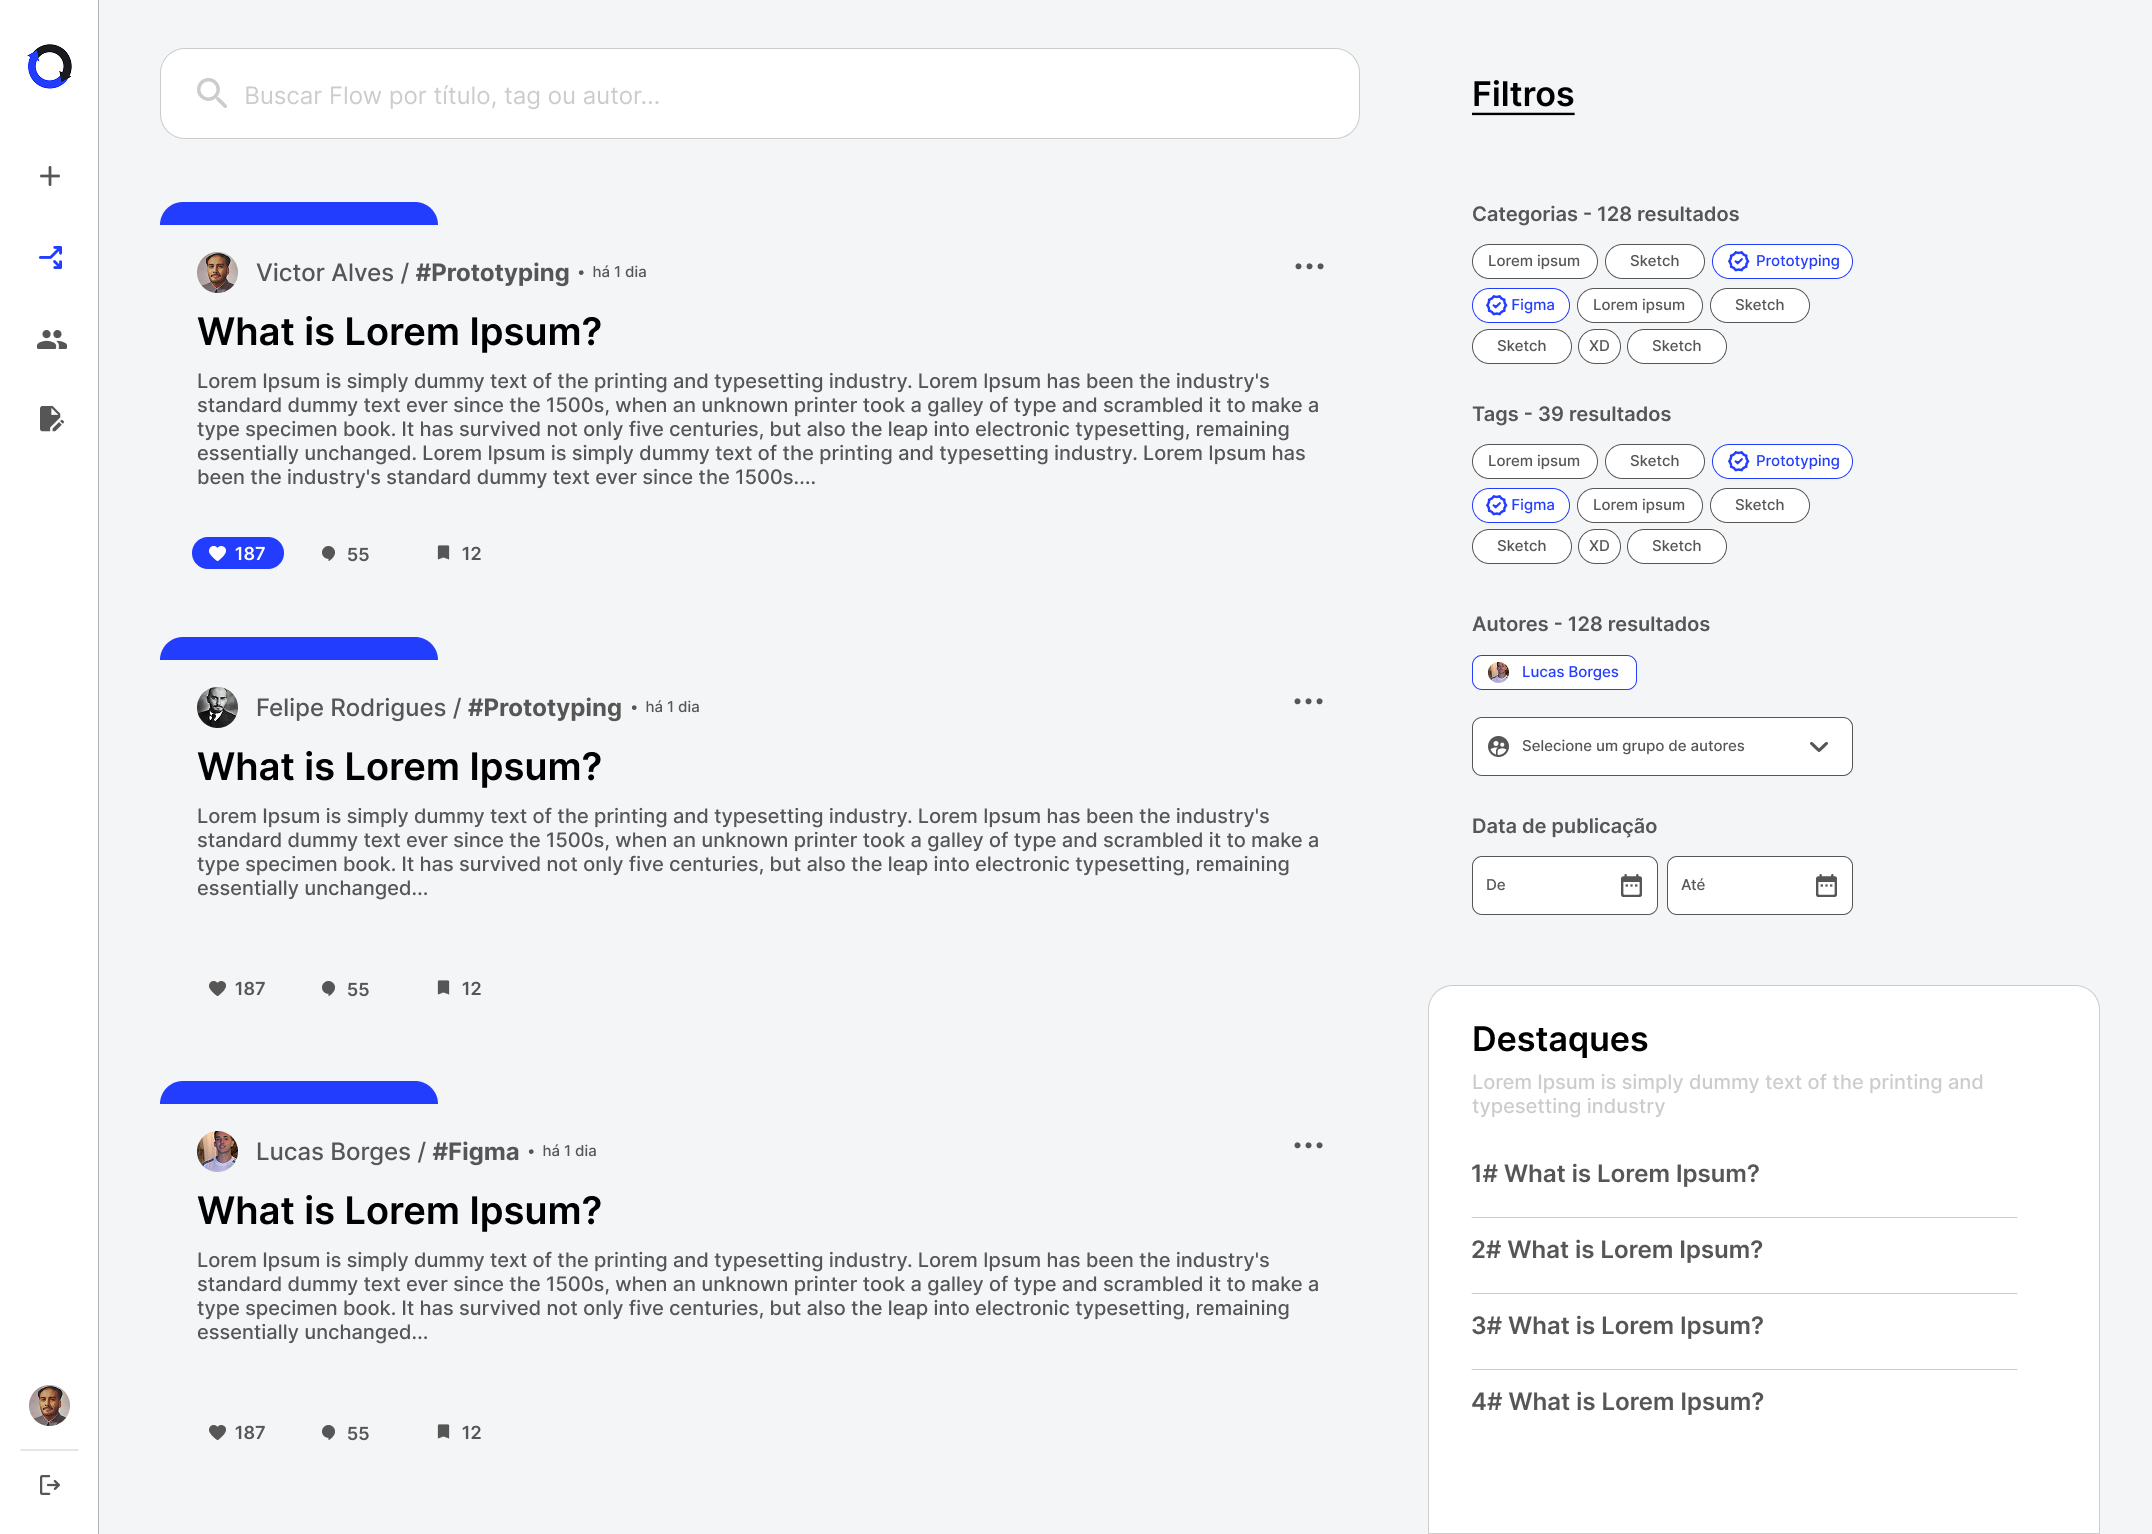 Buscar Flow por título, tag ou autor...
Victor Alves / #Prototyping • há 1 dia
What is Lorem Ipsum?
Lorem Ipsum is simply dummy text of the printing and typesetting industry. Lorem Ipsum has been the industry's
standard dummy text ever since the 1500s, when an unknown printer took a galley of type and scrambled it to make a
type specimen book. It has survived not only five centuries, but also the leap into electronic typesetting, remaining
essentially unchanged. Lorem Ipsum is simply dummy text of the printing and typesetting industry. Lorem Ipsum has
been the industry's standard dummy text ever since the 1500s....
187 55 12
Felipe Rodrigues / #Prototyping • há 1 dia
What is Lorem Ipsum?
Lorem Ipsum is simply dummy text of the printing and typesetting industry. Lorem Ipsum has been the industry's
standard dummy text ever since the 1500s, when an unknown printer took a galley of type and scrambled it to make a
type specimen book. It has survived not only five centuries, but also the leap into electronic typesetting, remaining
essentially unchanged...
187 55 12
Lucas Borges / #Figma • há 1 dia
What is Lorem Ipsum?
Lorem Ipsum is simply dummy text of the printing and typesetting industry. Lorem Ipsum has been the industry's
standard dummy text ever since the 1500s, when an unknown printer took a galley of type and scrambled it to make a
type specimen book. It has survived not only five centuries, but also the leap into electronic typesetting, remaining
essentially unchanged...
187 55 12
Filtros
Categorias - 128 resultados
Lorem ipsum Sketch Prototyping
Figma Lorem ipsum Sketch
Sketch XD Sketch
Tags - 39 resultados
Lorem ipsum Sketch Prototyping
Figma Lorem ipsum Sketch
Sketch XD Sketch
Autores - 128 resultados
Lucas Borges
Selecione um grupo de autores
Data de publicação
De Até
Destaques
Lorem Ipsum is simply dummy text of the printing and
typesetting industry
1# What is Lorem Ipsum?
2# What is Lorem Ipsum?
3# What is Lorem Ipsum?
4# What is Lorem Ipsum?